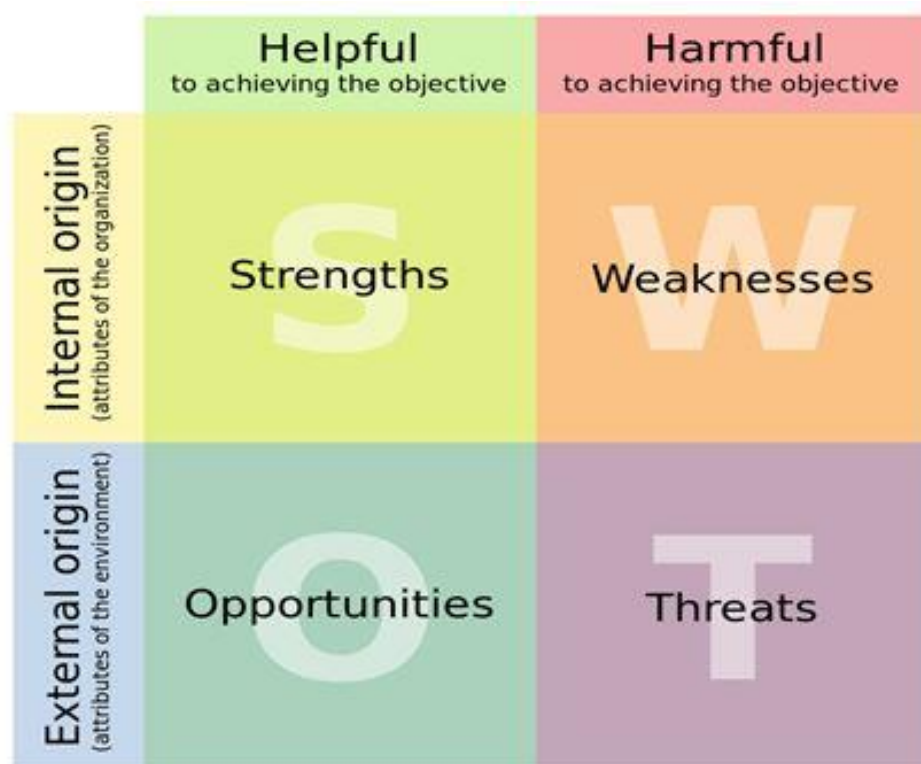 Helpful
to achieving the objective
Harmful
to achieving the objective
Internal origin
(attributes of the organization)
S
Strengths
W
Weaknesses
External origin
(attributes of the environment)
O
Opportunities
T
Threats